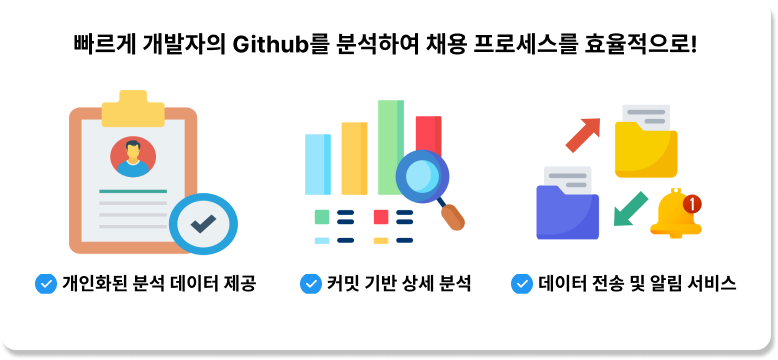 빠르게 개발자의 Github를 분석하여 채용 프로세스를 효율적으로!
1
개인화된 분석 데이터 제공
커밋 기반 상세 분석
데이터 전송 및 알림 서비스